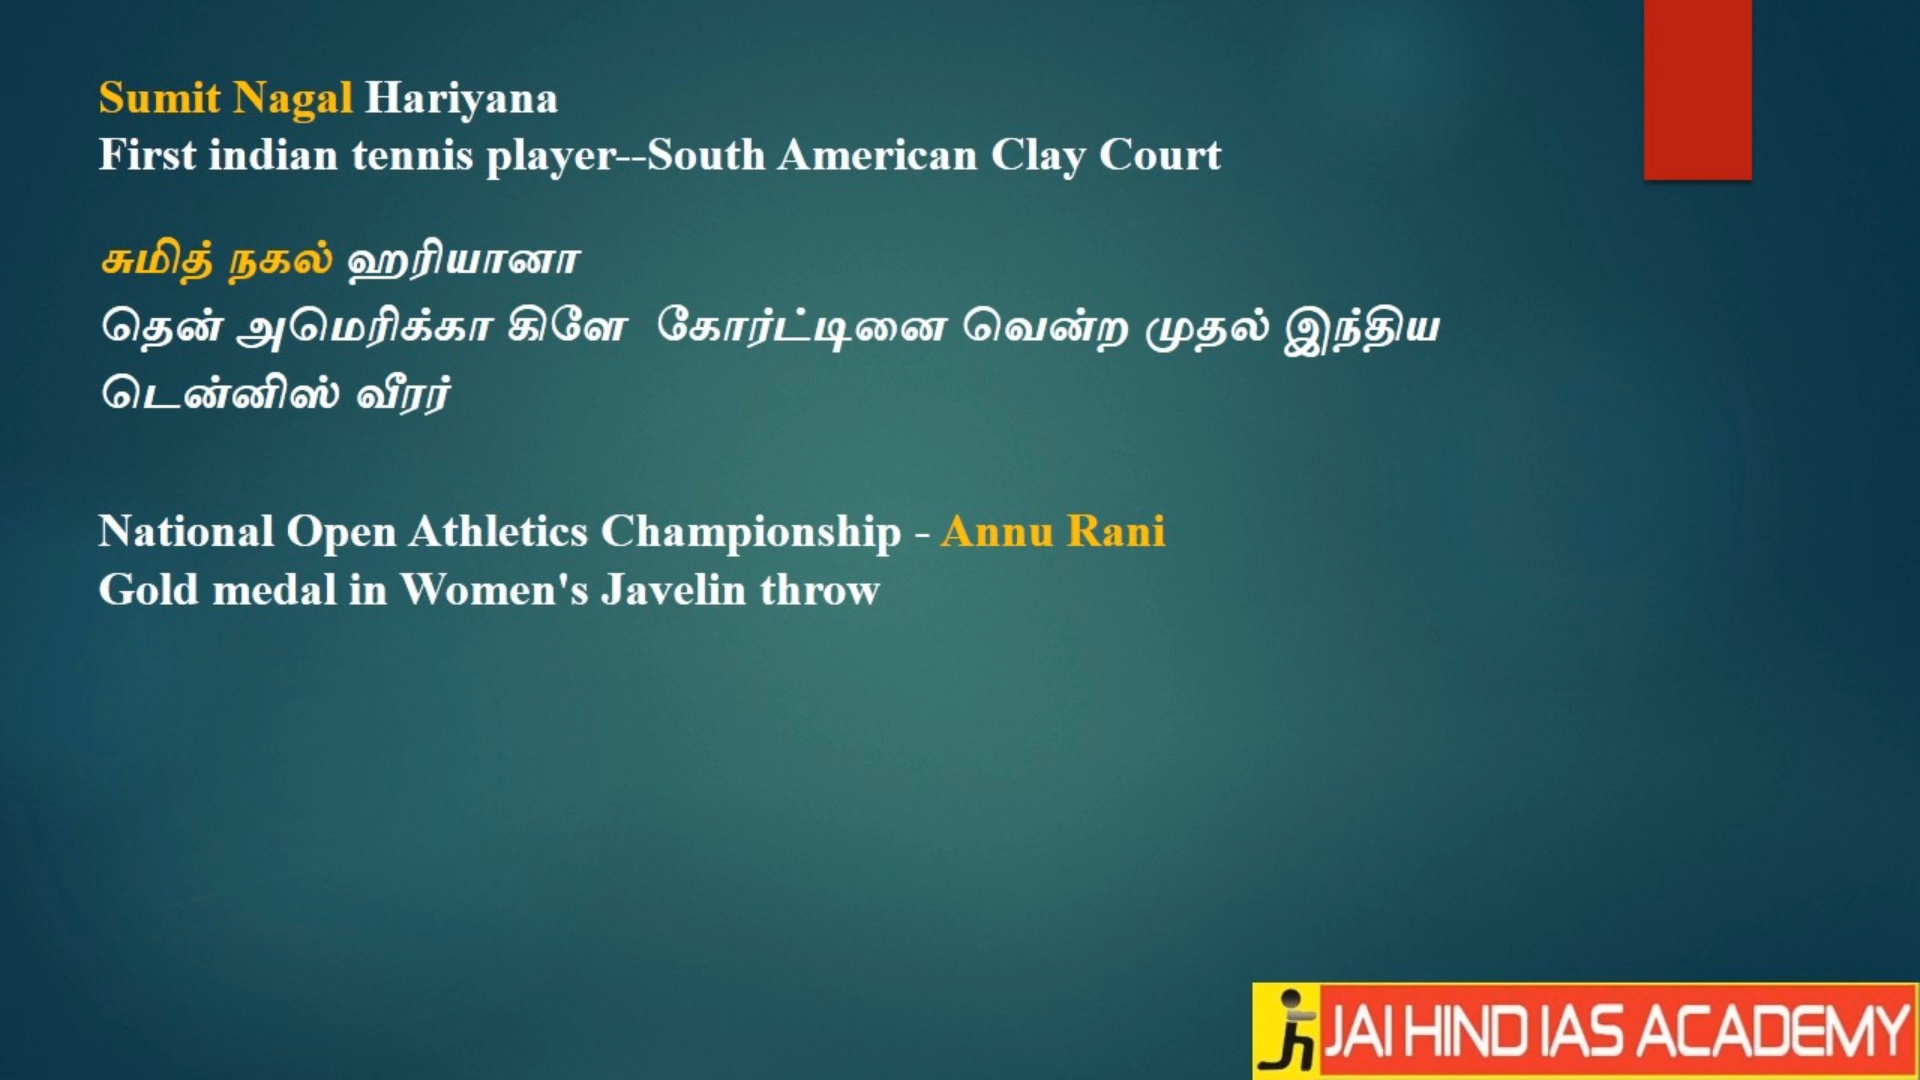 Sumit Nagal Hariyana
First indian tennis player--South American Clay Court
சுமித் நகல் ஹரியானா
தென் அமெரிக்கா கிளே கோர்ட்டினை வென்ற முதல் இந்திய
டென்னிஸ் வீரர்
National Open Athletics Championship - Annu Rani
Gold medal in Women's Javelin throw
JAI HIND IAS ACADEMY